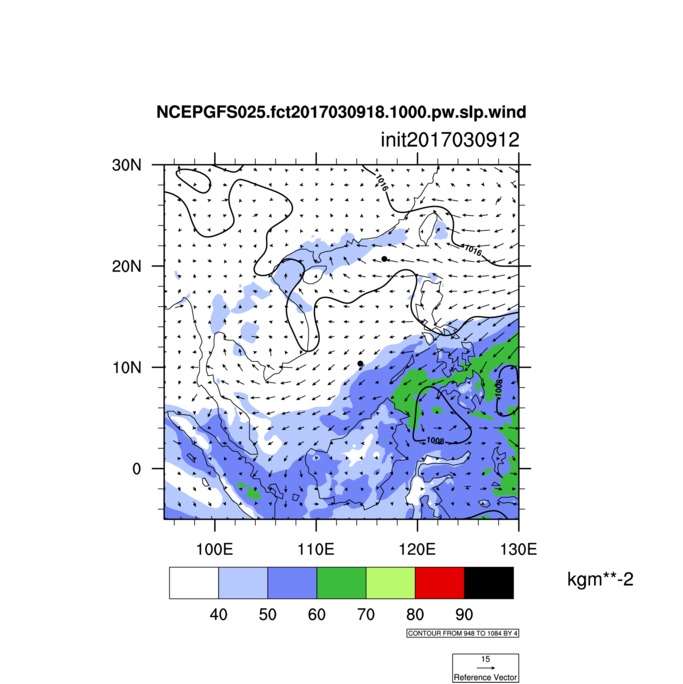 NCEPGFS025.fct2017030918.1000.pw.slp.wind
init2017030912
30N
1016
1016
20N
10N
1008
1008
0
100E 110E 120E 130E
kgm**-2
40 50 60 70 80 90
CONTOUR FROM 948 TO 1084 BY 4
15
Reference Vector